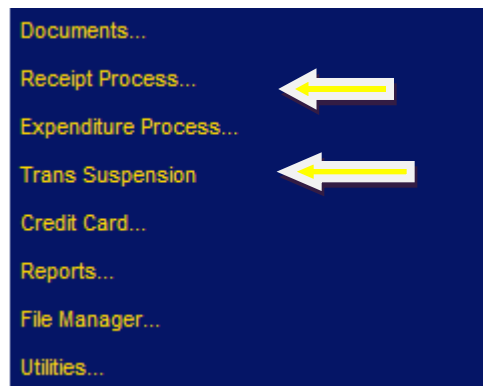 Documents...
Receipt Process...
Expenditure Process...
Trans Suspension
Credit Card...
Reports...
File Manager...
Utilities...